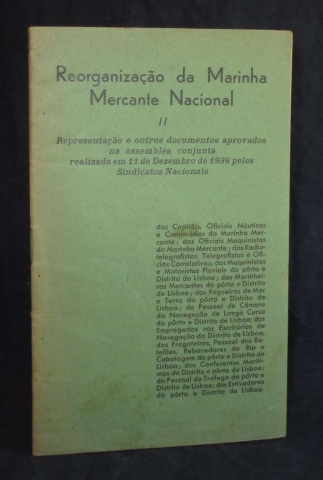 Reorganização da Marinha
Mercante Nacional
//
Representação e outros documentos aprovados
na assemblêa conjunta
realizada em 11 de Dezembro de 1936 pelos
Sindicatos Nacionais
dos Capitãis, Oficiais Náuticos
e Comissários da Marinha Mer-
cante; dos Oficiais Maquinistas
da Marinha Mercante; dos Radio-
telegrafistas, Telegrafistas e Ofí-
cios Correlativos; dos Maquinistas
e Motoristas Fluviais do pôrto e
Distrito de Lisboa; dos Marinhei-
ros Mercantes do pôrto e Distrito
de Lisboa; dos Fogueiros de Mar
e Terra do pôrto e Distrito de
Lisboa; do Pessoal de Câmara
da Navegação de Longo Curso
do pôrto e Distrito de Lisboa; dos
Empregados nos Escritórios de
Navegação do Distrito de Lisboa;
dos Fragateiros, Pessoal dos Ba-
telões, Rebocadores do Rio e
Cabotagem do pôrto e Distrito de
Lisboa; dos Conferentes Maríti-
mos do Distrito e pôrto de Lisboa;
do Pessoal do Trafego do pôrto e
Distrito de Lisboa; dos Estivadores
do pôrto e Distrito de Lisboa